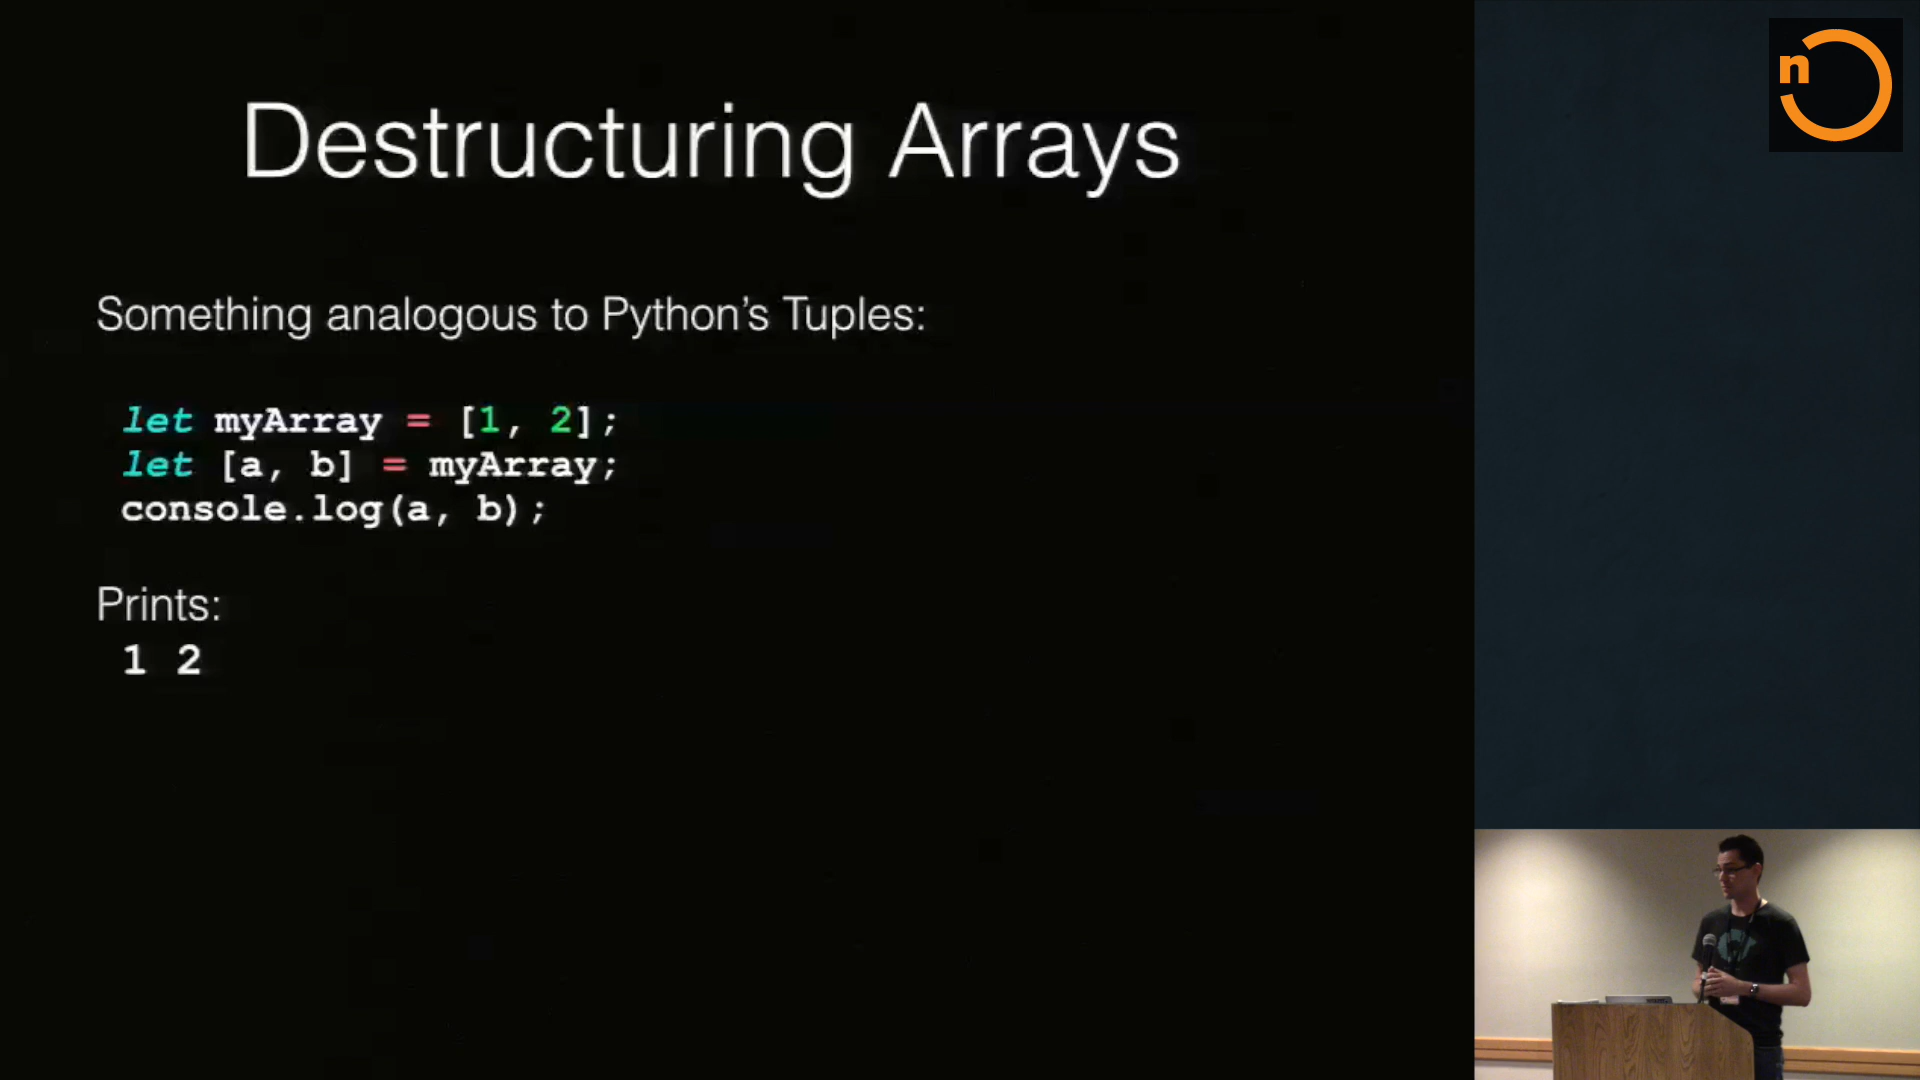 Destructuring Arrays
Something analogous to Python’s Tuples:
let myArray = [1, 2];
let [a, b] = myArray;
console.log(a, b);
Prints:
1 2
n